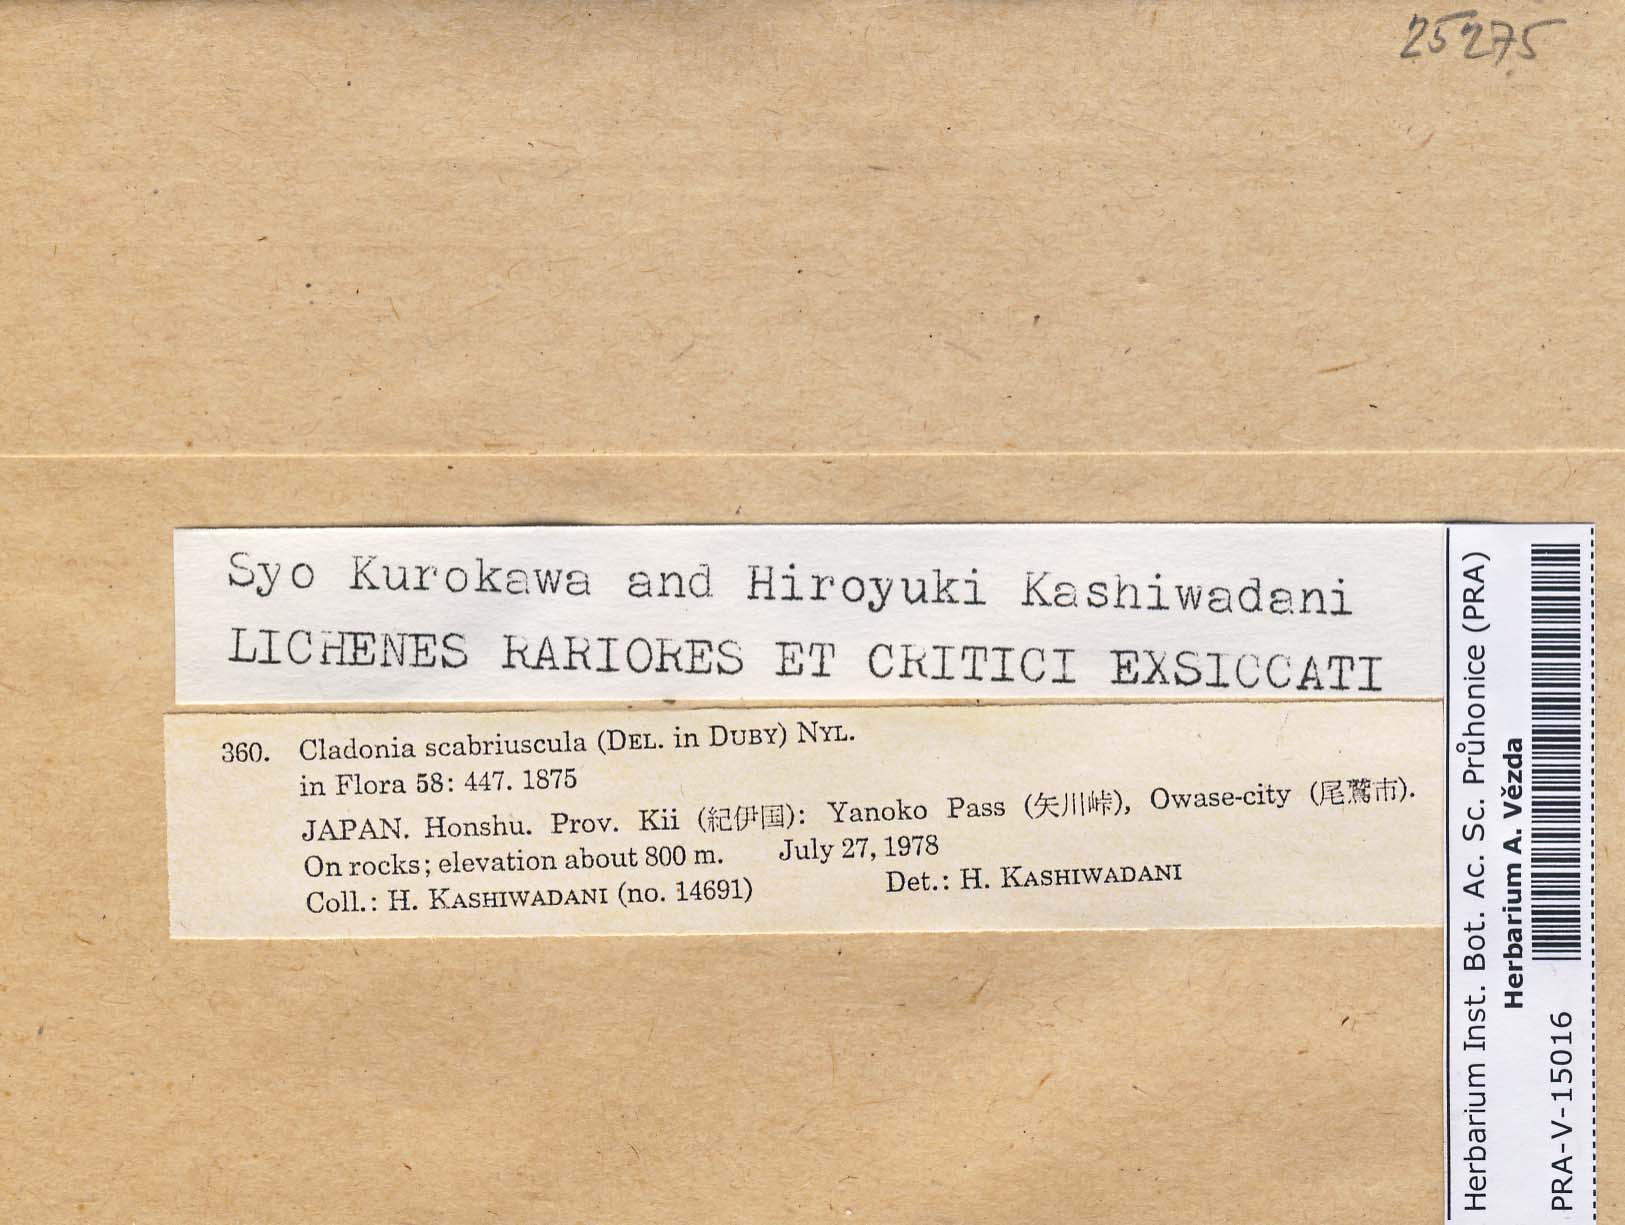 25275
Syo Kurokawa and Hiroyuki Kashiwadani
LICHENES RARIORES ET CRITICI EXSICCATI
360. Cladonia scabriuscula (DEL. in DUBY) NYL.
in Flora 58: 447. 1875
JAPAN. Honshu. Prov. Kii (紀伊国): Yanoko Pass (矢川峠), Owase-city (尾鷲市).
On rocks; elevation about 800 m. July 27, 1978
Coll.: H. KASHIWADANI (no. 14691) Det.: H. KASHIWADANI
Herbarium Inst. Bot. Ac. Sc. Průhonice (PRA)
Herbarium A. Vězda
PRA-V-15016